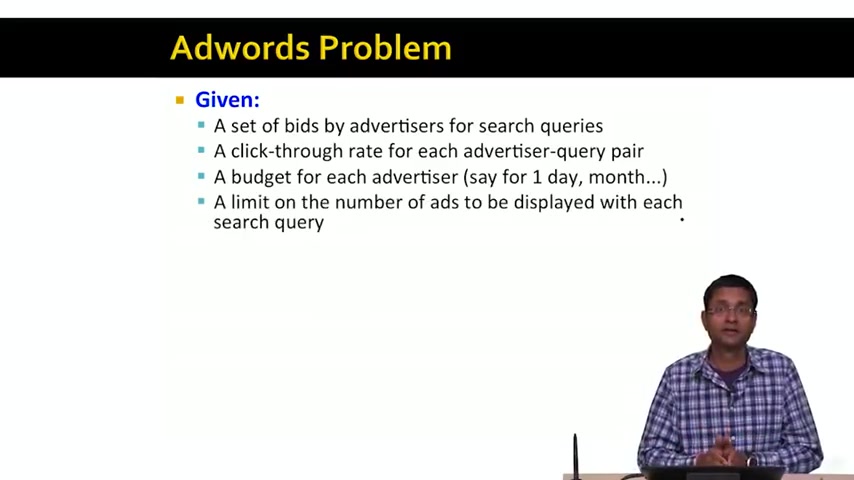 Adwords Problem
Given:
A set of bids by advertisers for search queries
A click-through rate for each advertiser-query pair
A budget for each advertiser (say for 1 day, month...)
A limit on the number of ads to be displayed with each
search query